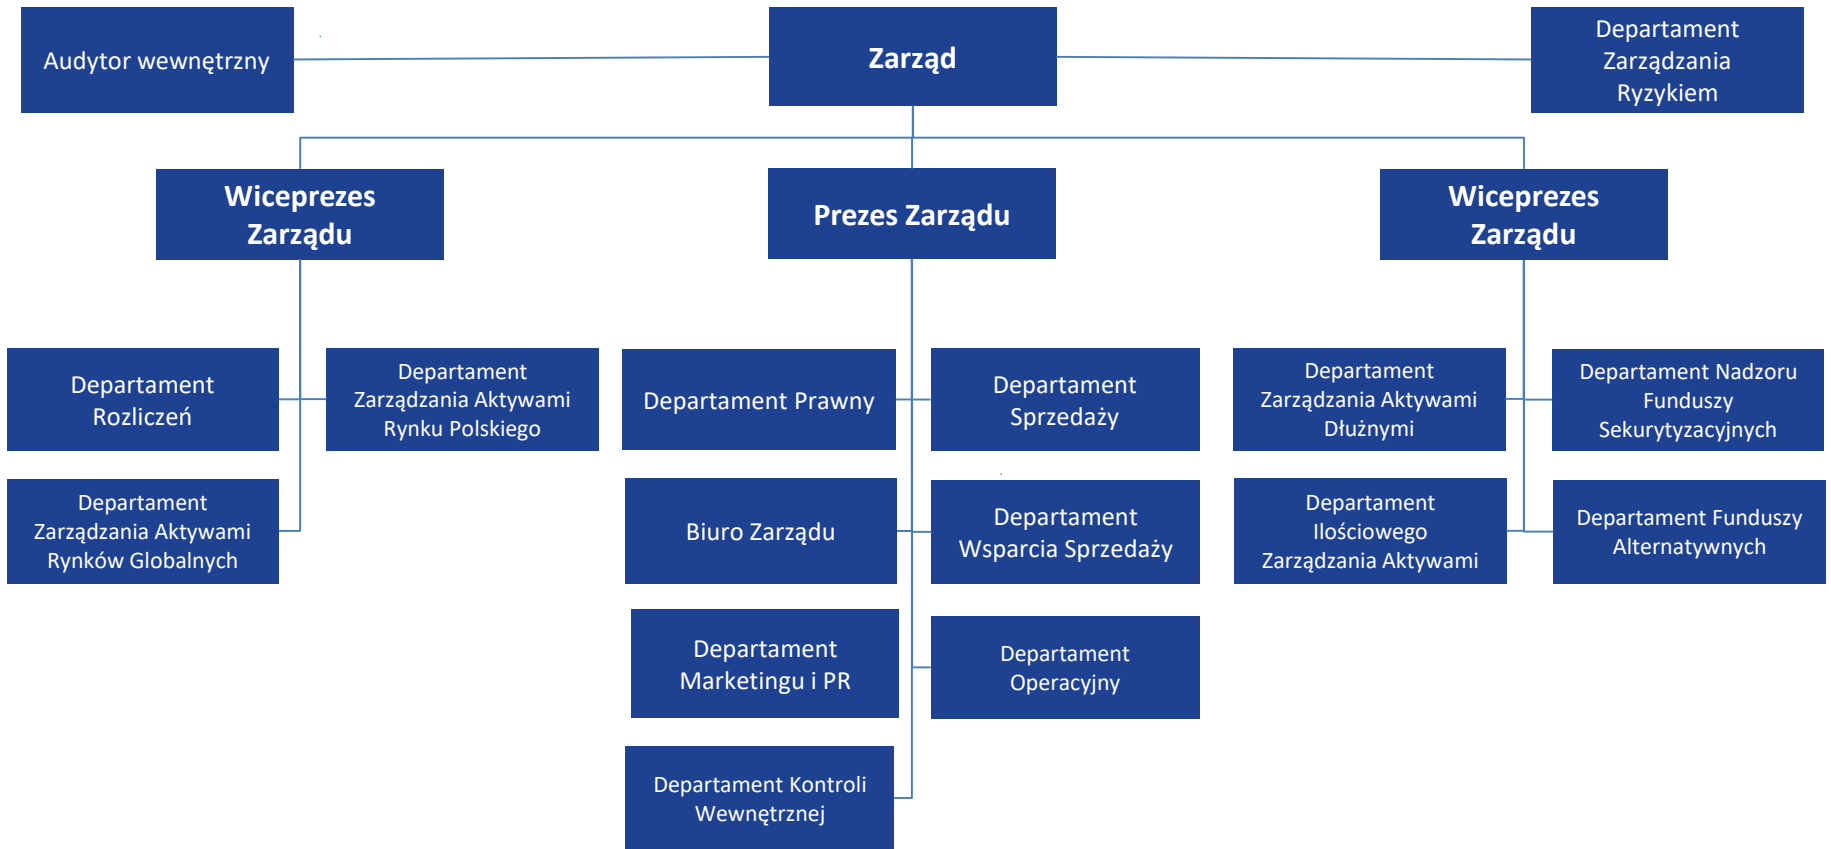 Audytor wewnętrzny
Zarząd
Departament
Zarządzania
Ryzykiem
Wiceprezes
Zarządu
Prezes Zarządu
Wiceprezes
Zarządu
Departament
Rozliczeń
Departament
Zarządzania Aktywami
Rynku Polskiego
Departament Prawny
Departament
Sprzedaży
Departament
Zarządzania Aktywami
Dłużnymi
Departament Nadzoru
Funduszy
Sekurytyzacyjnych
Departament
Zarządzania Aktywami
Rynków Globalnych
Biuro Zarządu
Departament
Wsparcia Sprzedaży
Departament
Ilościowego
Zarządzania Aktywami
Departament Funduszy
Alternatywnych
Departament
Marketingu i PR
Departament
Operacyjny
Departament Kontroli
Wewnętrznej